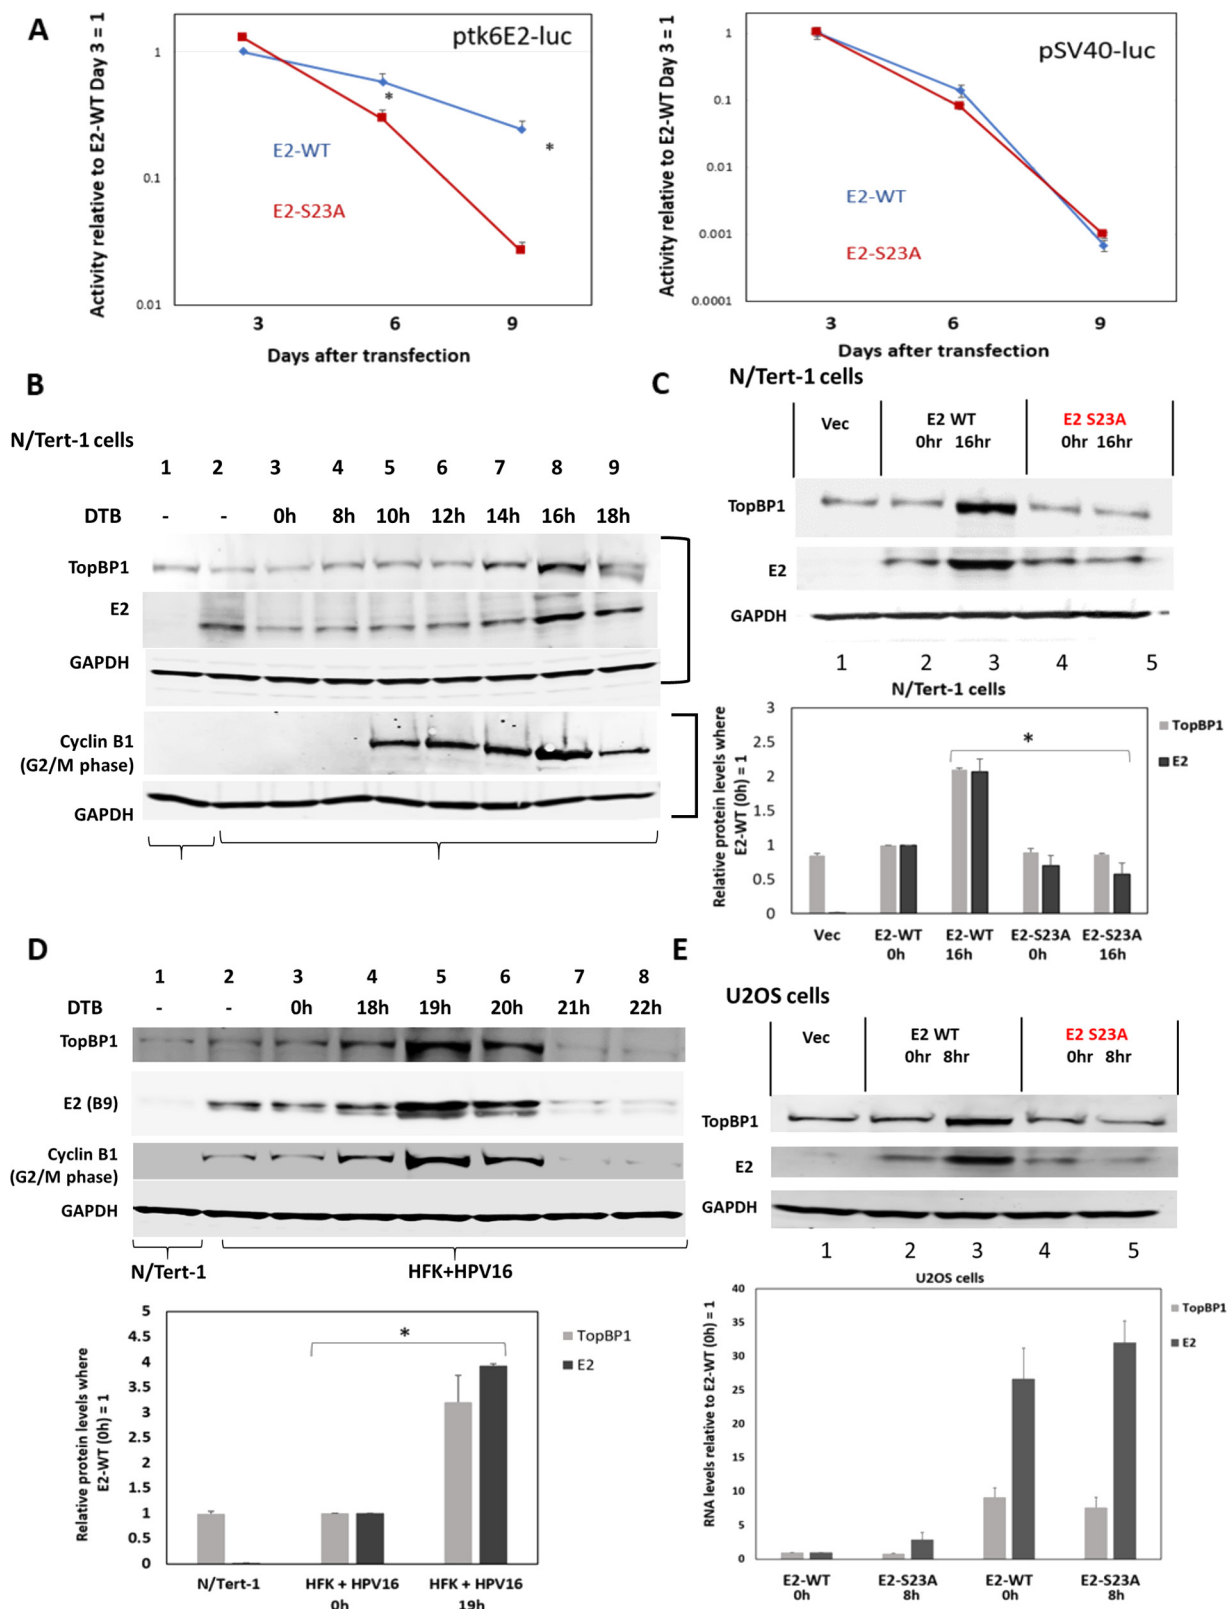 A
ptk6E2-luc
Activity relative to E2-WT Day 3 = 1
1
0.1
0.01
*
*
E2-WT
E2-S23A
3 6 9
Days after transfection
pSV40-luc
Activity relative to E2-WT Day 3 = 1
1
0.1
0.01
0.001
0.0001
E2-WT
E2-S23A
3 6 9
Days after transfection
B
N/Tert-1 cells
1 2 3 4 5 6 7 8 9
DTB - - 0h 8h 10h 12h 14h 16h 18h
TopBP1
E2
GAPDH
Cyclin B1
(G2/M phase)
GAPDH
C
N/Tert-1 cells
Vec E2 WT E2 S23A
0hr 16hr 0hr 16hr
TopBP1
E2
GAPDH
1 2 3 4 5
N/Tert-1 cells
Relative protein levels where
E2-WT (0h) = 1
3
2.5
2
1.5
1
0.5
0
*
TopBP1
E2
Vec E2-WT E2-WT E2-S23A E2-S23A
0h 16h 0h 16h
D
1 2 3 4 5 6 7 8
DTB - - 0h 18h 19h 20h 21h 22h
TopBP1
E2 (B9)
Cyclin B1
(G2/M phase)
GAPDH
N/Tert-1 HFK+HPV16
Relative protein levels where
E2-WT (0h) = 1
5
4.5
4
3.5
3
2.5
2
1.5
1
0.5
0
*
TopBP1
E2
N/Tert-1 HFK + HPV16 HFK + HPV16
0h 19h
E
U2OS cells
Vec E2 WT E2 S23A
0hr 8hr 0hr 8hr
TopBP1
E2
GAPDH
1 2 3 4 5
U2OS cells
RNA levels relative to E2-WT (0h) = 1
40
35
30
25
20
15
10
5
0
TopBP1
E2
E2-WT E2-S23A E2-WT E2-S23A
0h 8h 0h 8h